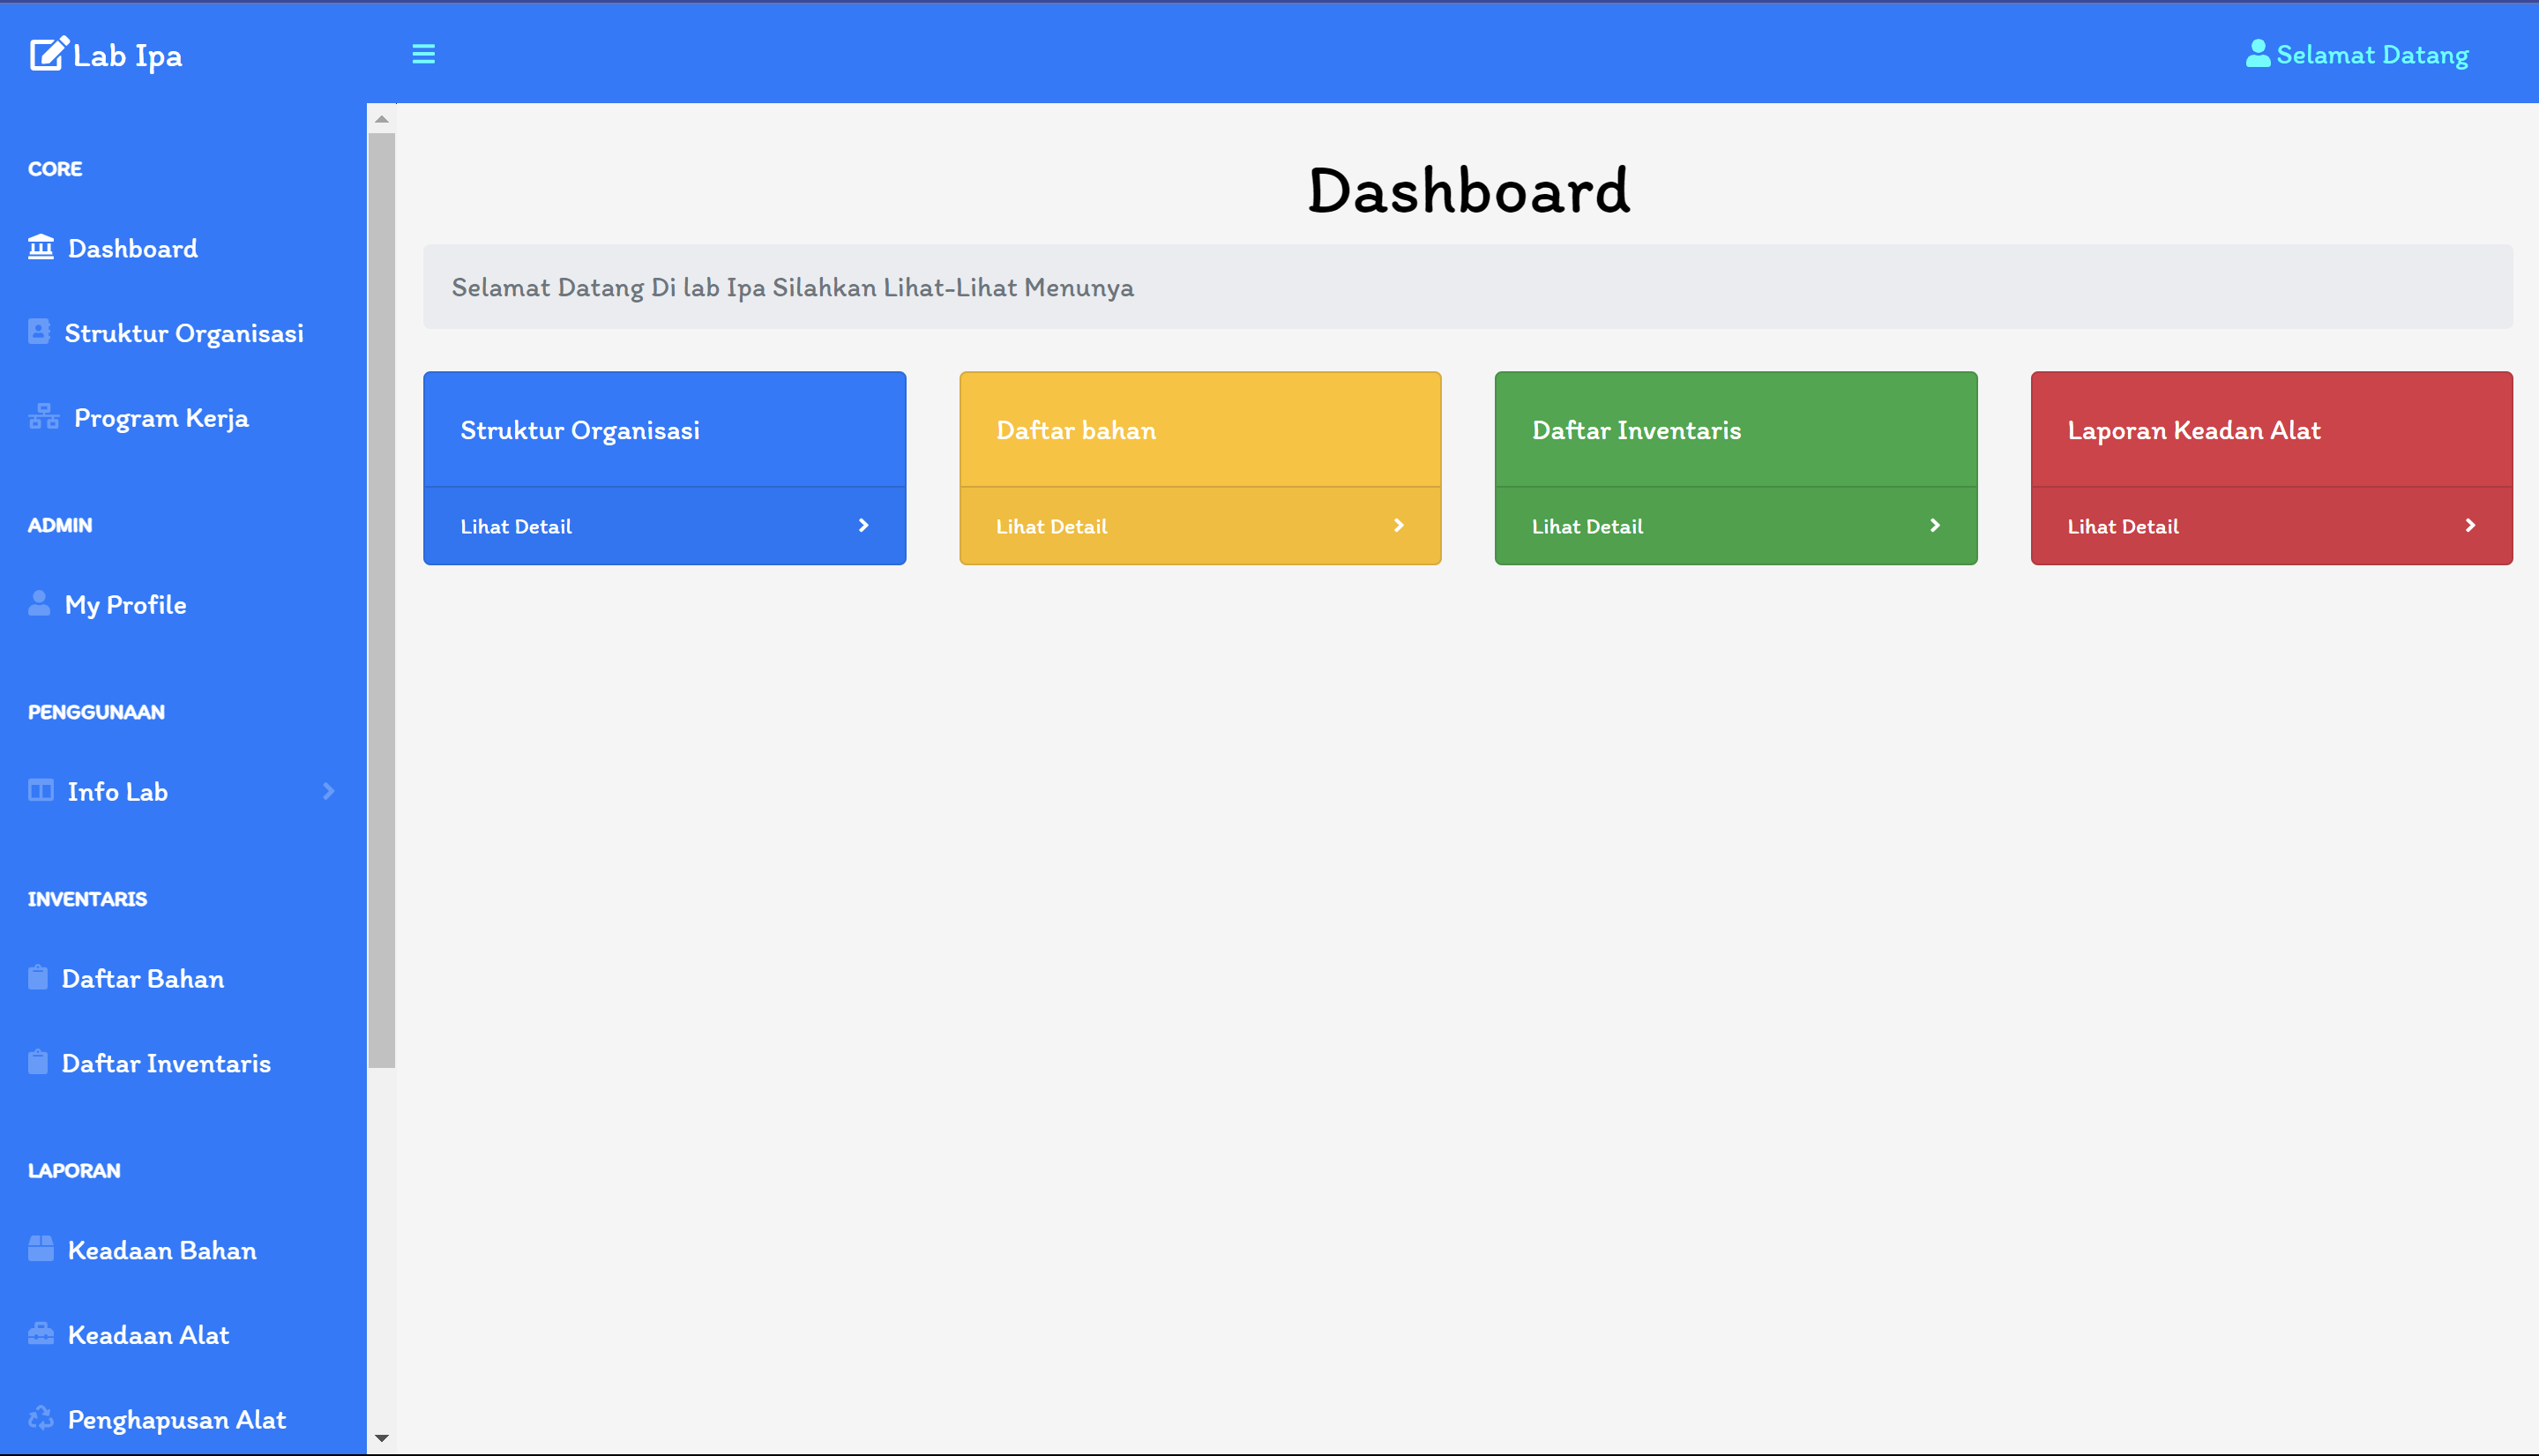 Lab Ipa
Selamat Datang
CORE
Dashboard
Struktur Organisasi
Program Kerja
ADMIN
My Profile
PENGGUNAAN
Info Lab
INVENTARIS
Daftar Bahan
Daftar Inventaris
LAPORAN
Keadaan Bahan
Keadaan Alat
Penghapusan Alat
Dashboard
Selamat Datang Di lab Ipa Silahkan Lihat-Lihat Menunya
Struktur Organisasi
Lihat Detail
Daftar bahan
Lihat Detail
Daftar Inventaris
Lihat Detail
Laporan Keadan Alat
Lihat Detail